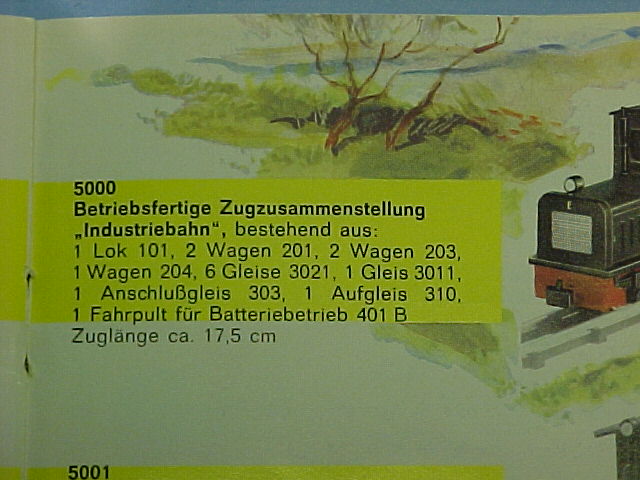 5000
Betriebsfertige Zugzusammenstellung
„Industriebahn“, bestehend aus:
1 Lok 101, 2 Wagen 201, 2 Wagen 203,
1 Wagen 204, 6 Gleise 3021, 1 Gleis 3011,
1 Anschlußgleis 303, 1 Aufgleis 310,
1 Fahrpult für Batteriebetrieb 401 B
Zuglänge ca. 17,5 cm
5001